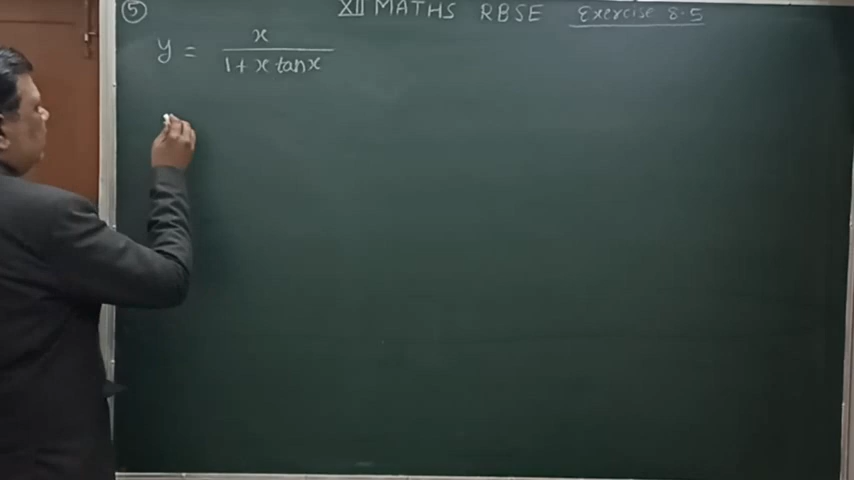 ⑤ XII MATHS RBSE Exercise 8.5
y = x / (1 + x tan x)